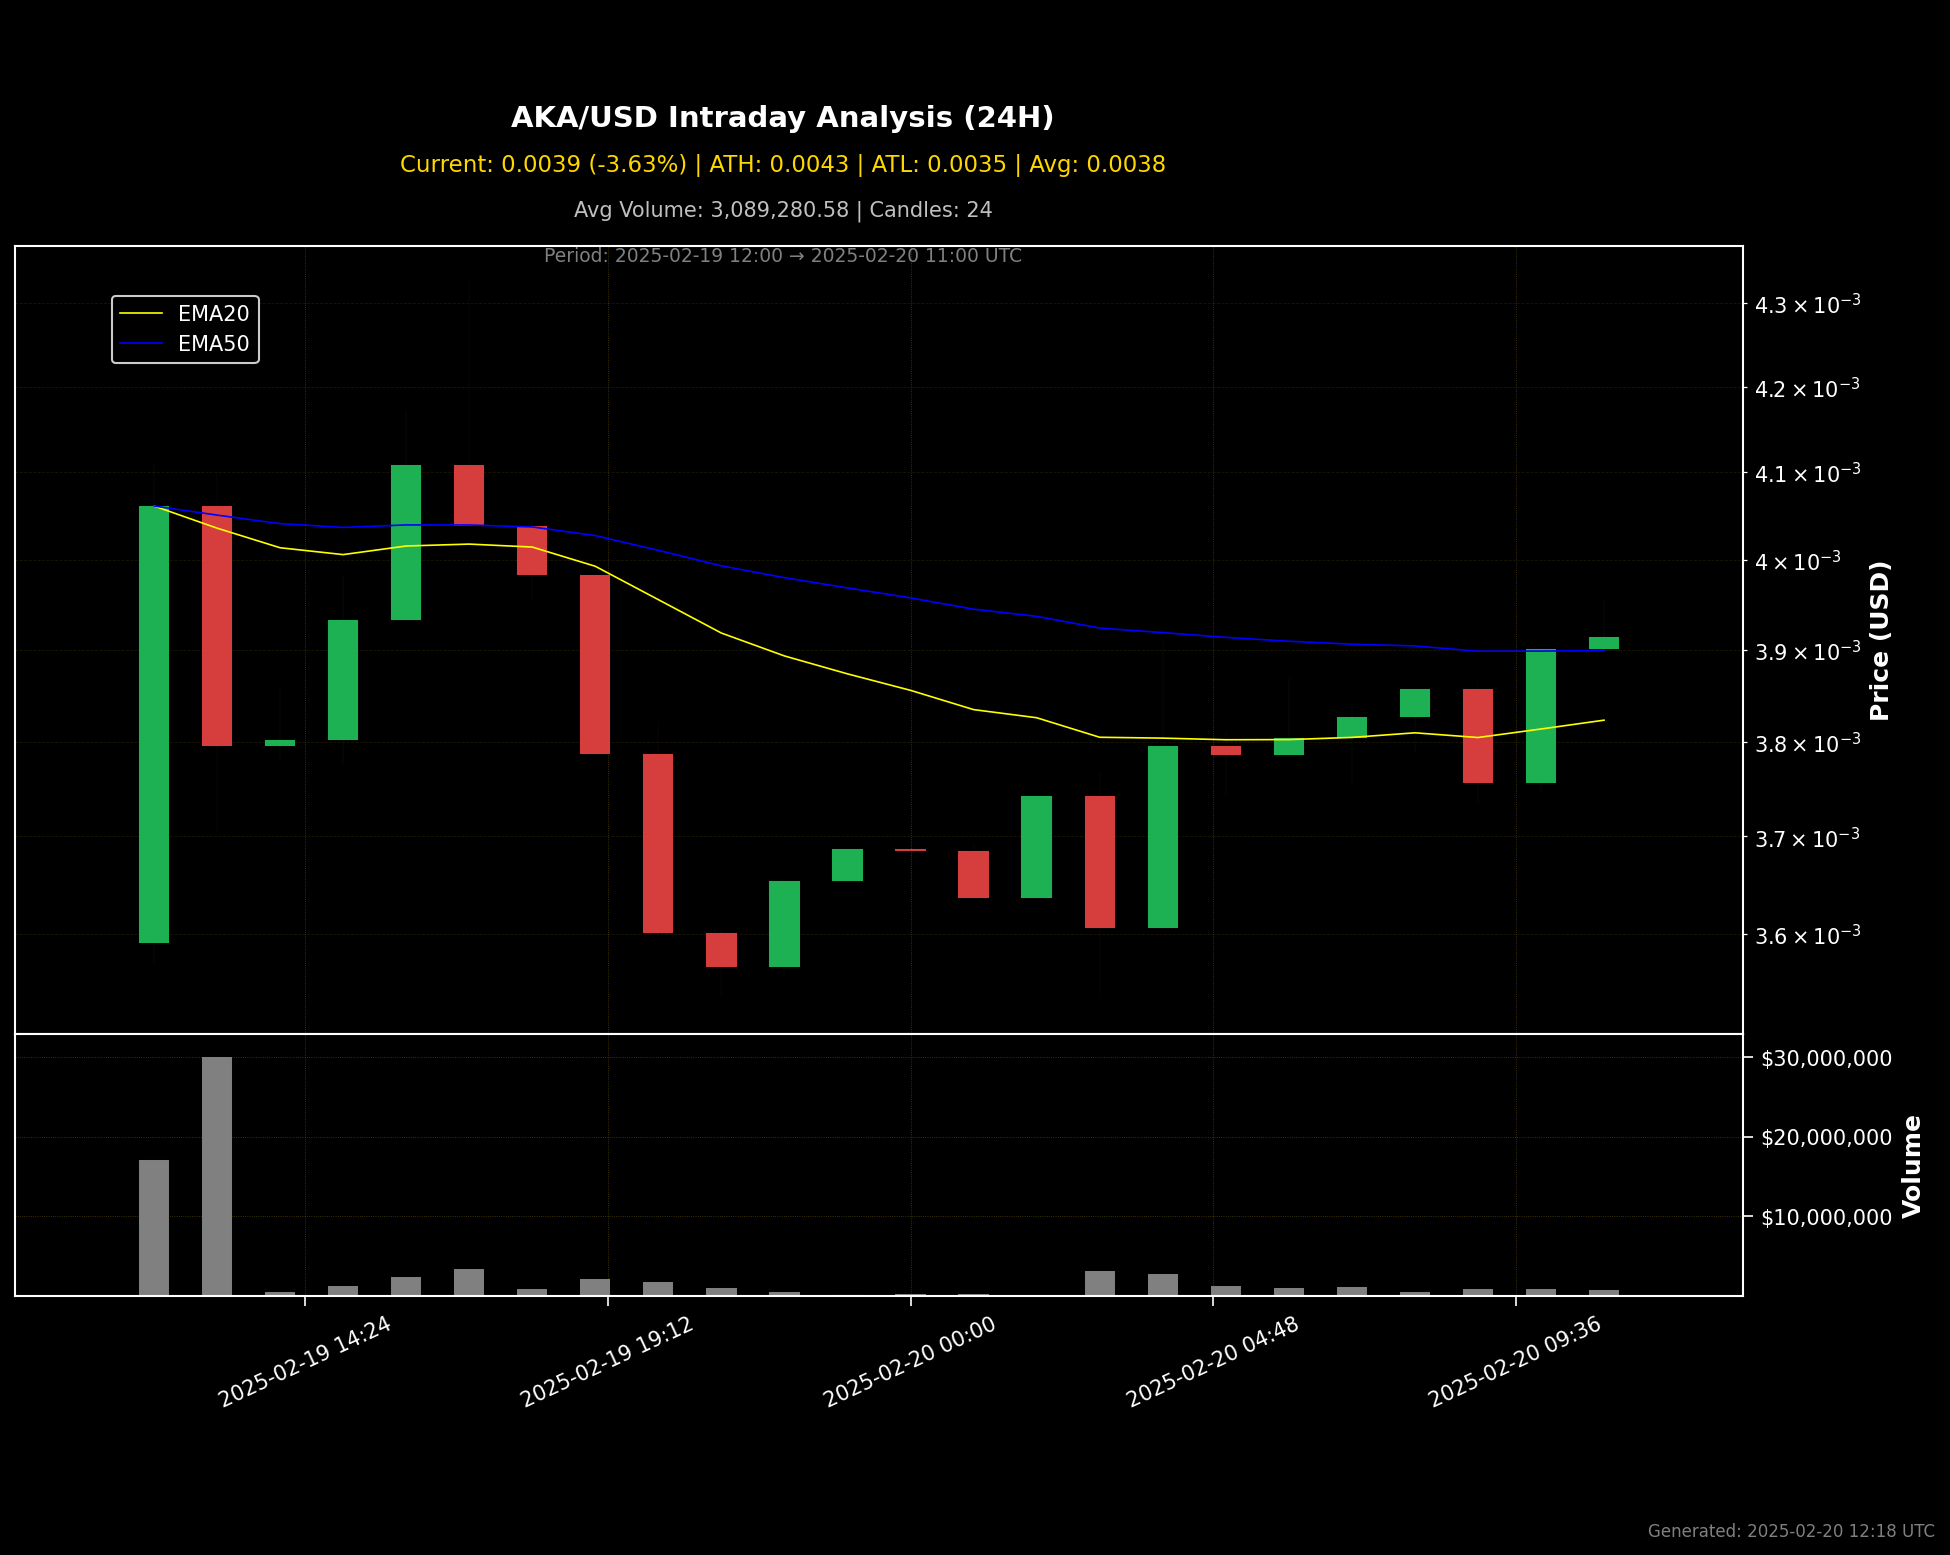 AKA/USD Intraday Analysis (24H)
Current: 0.0039 (-3.63%) | ATH: 0.0043 | ATL: 0.0035 | Avg: 0.0038
Avg Volume: 3,089,280.58 | Candles: 24
Period: 2025-02-19 12:00 → 2025-02-20 11:00 UTC
EMA20
EMA50
4.3 × 10⁻³
4.2 × 10⁻³
4.1 × 10⁻³
4 × 10⁻³
3.9 × 10⁻³
3.8 × 10⁻³
3.7 × 10⁻³
3.6 × 10⁻³
Price (USD)
$30,000,000
$20,000,000
$10,000,000
Volume
2025-02-19 14:24
2025-02-19 19:12
2025-02-20 00:00
2025-02-20 04:48
2025-02-20 09:36
Generated: 2025-02-20 12:18 UTC